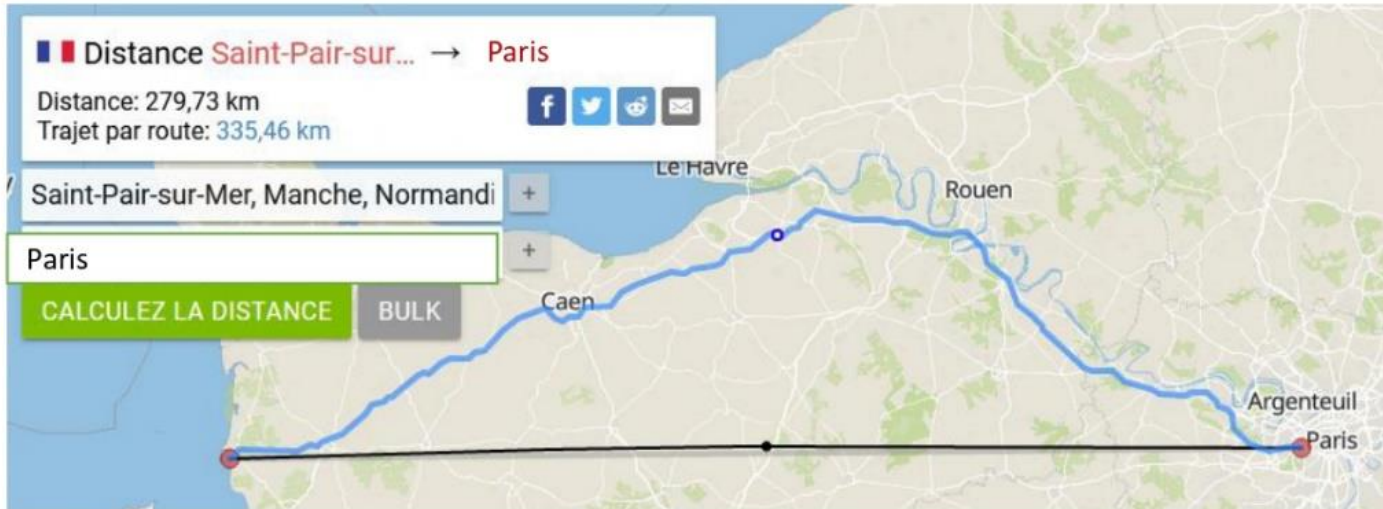 Distance Saint-Pair-sur... → Paris
Distance: 279,73 km
Trajet par route: 335,46 km
Saint-Pair-sur-Mer, Manche, Normandi
+
Paris
+
CALCULEZ LA DISTANCE
BULK
Le Havre
Rouen
Caen
Argenteuil
Paris